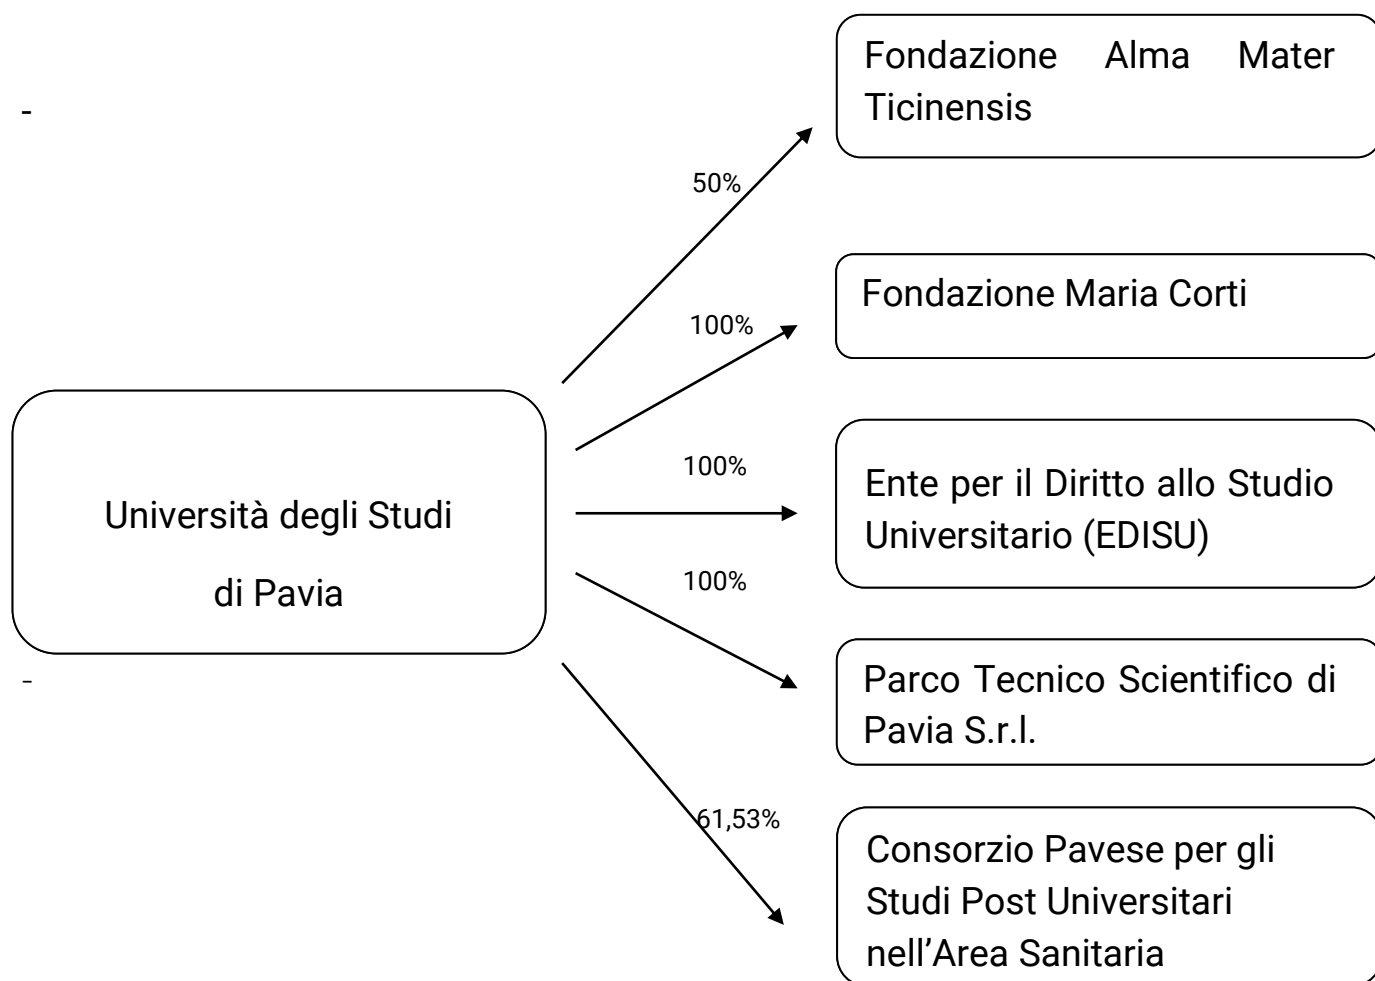 -
Fondazione Alma Mater
Ticinensis
50%
Fondazione Maria Corti
100%
Università degli Studi
di Pavia
100%
Ente per il Diritto allo Studio
Universitario (EDISU)
100%
-
Parco Tecnico Scientifico di
Pavia S.r.l.
61,53%
Consorzio Pavese per gli
Studi Post Universitari
nell’Area Sanitaria